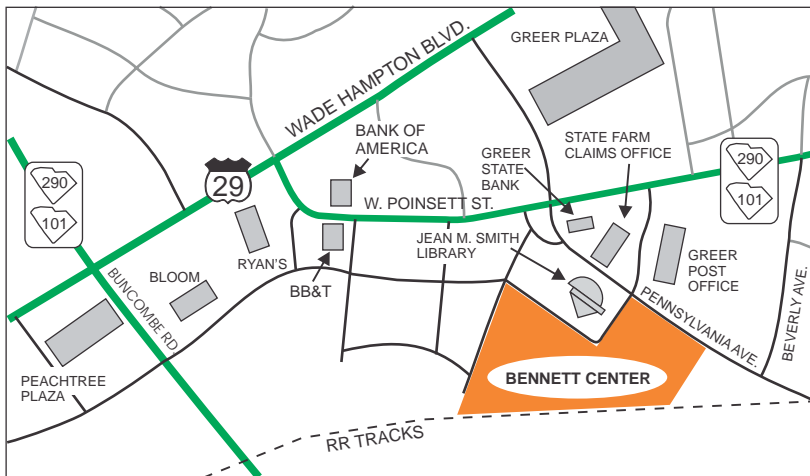 WADE HAMPTON BLVD.
GREER PLAZA
BANK OF
AMERICA
STATE FARM
CLAIMS OFFICE
GREER
STATE
BANK
290
101
290
101
29
W. POINSETT ST.
JEAN M. SMITH
LIBRARY
RYAN'S
BB&T
BLOOM
BUNCOMBE RD.
GREER
POST
OFFICE
PENNSYLVANIA AVE.
BEVERLY AVE.
PEACHTREE
PLAZA
BENNETT CENTER
RR TRACKS